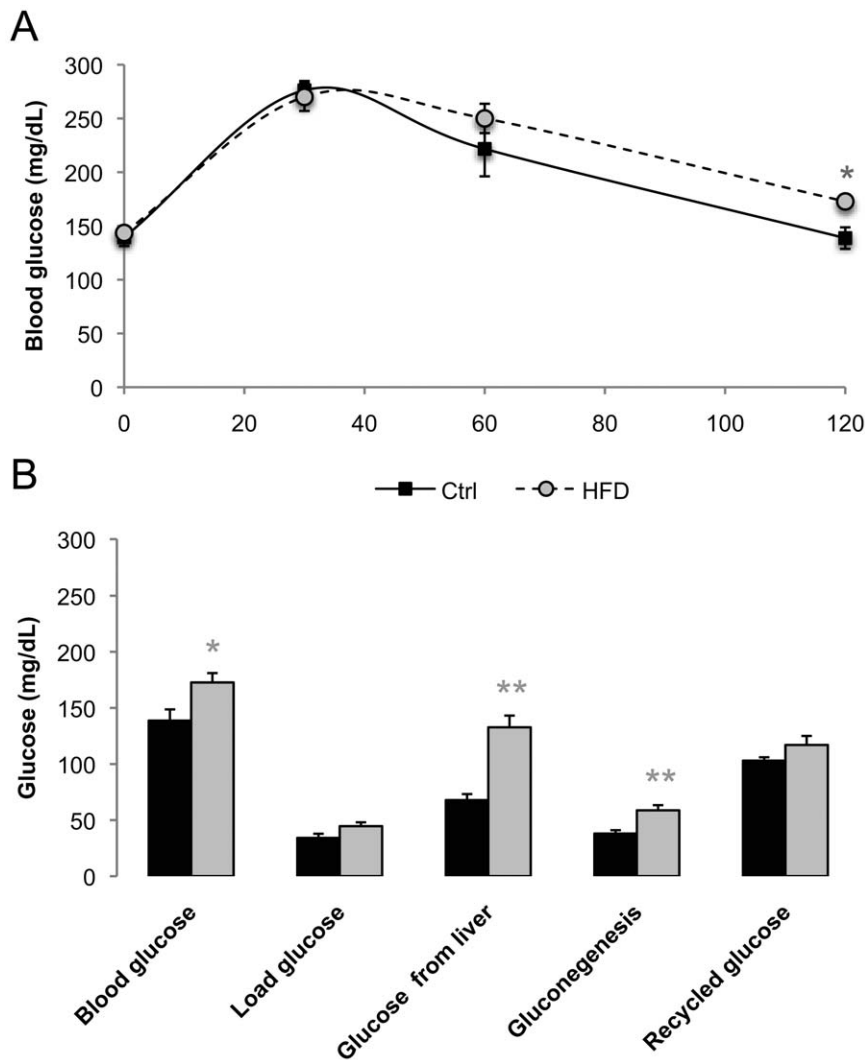 A
Blood glucose (mg/dL)
300
250
200
150
100
50
0
*
0 20 40 60 80 100 120
Ctrl HFD
B
Glucose (mg/dL)
300
250
200
150
100
50
0
*
**
**
Blood glucose
Load glucose
Glucose from liver
Gluconegenesis
Recycled glucose